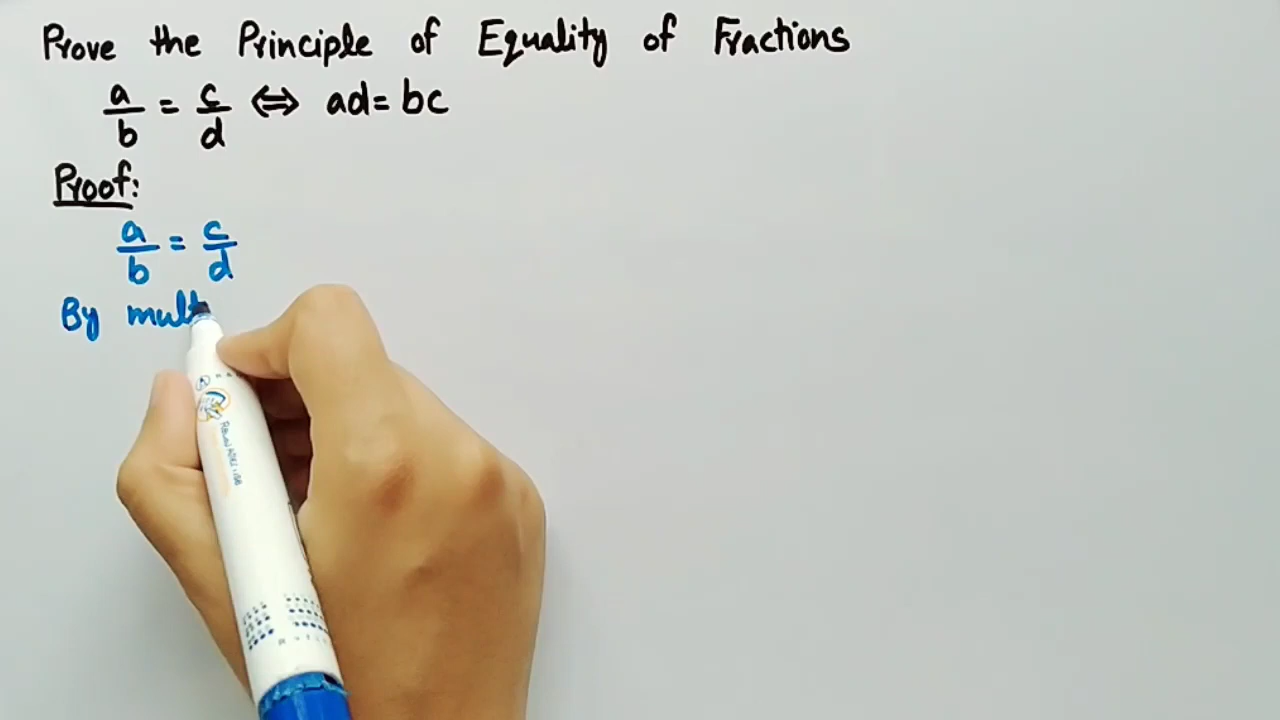 Prove the Principle of Equality of Fractions
a/b = c/d ⇔ ad = bc
Proof:
a/b = c/d
By mult